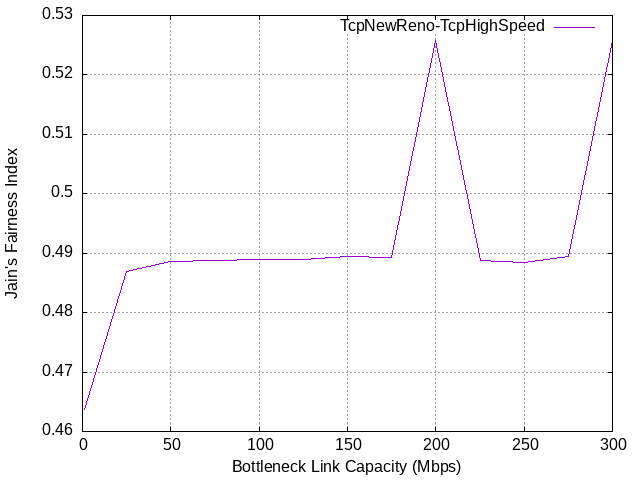 0.53
TcpNewReno-TcpHighSpeed
0.52
0.51
0.5
0.49
0.48
0.47
0.46
Jain's Fairness Index
0 50 100 150 200 250 300
Bottleneck Link Capacity (Mbps)